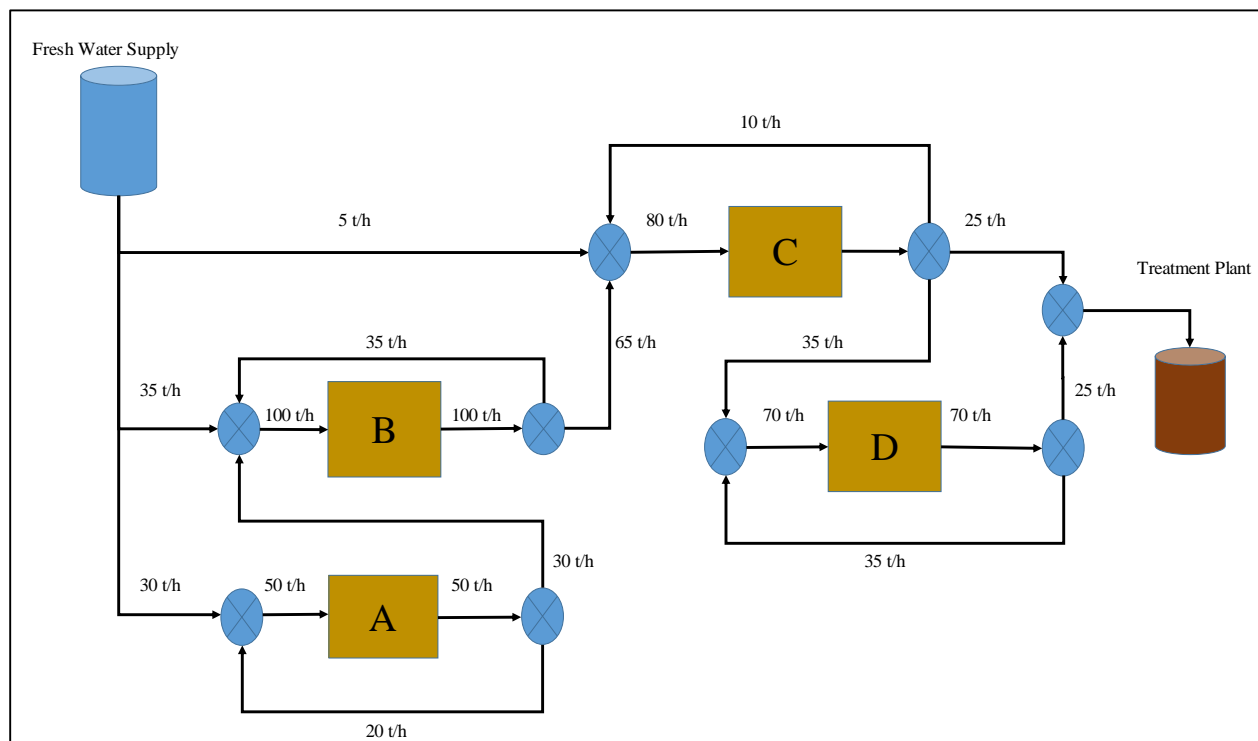 Fresh Water Supply
10 t/h
5 t/h
80 t/h
C
25 t/h
Treatment Plant
35 t/h
65 t/h
35 t/h
35 t/h
100 t/h
B
100 t/h
25 t/h
70 t/h
D
70 t/h
35 t/h
30 t/h
30 t/h
50 t/h
A
50 t/h
20 t/h